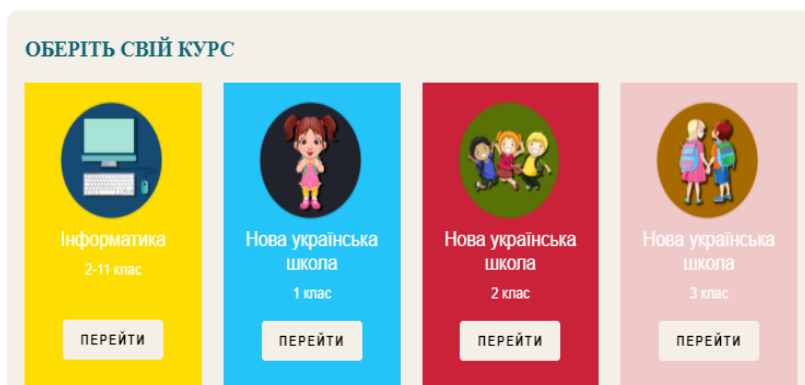 ОБЕРІТЬ СВІЙ КУРС
Інформатика
2-11 клас
ПЕРЕЙТИ
Нова українська
школа
1 клас
ПЕРЕЙТИ
Нова українська
школа
2 клас
ПЕРЕЙТИ
Нова українська
школа
3 клас
ПЕРЕЙТИ